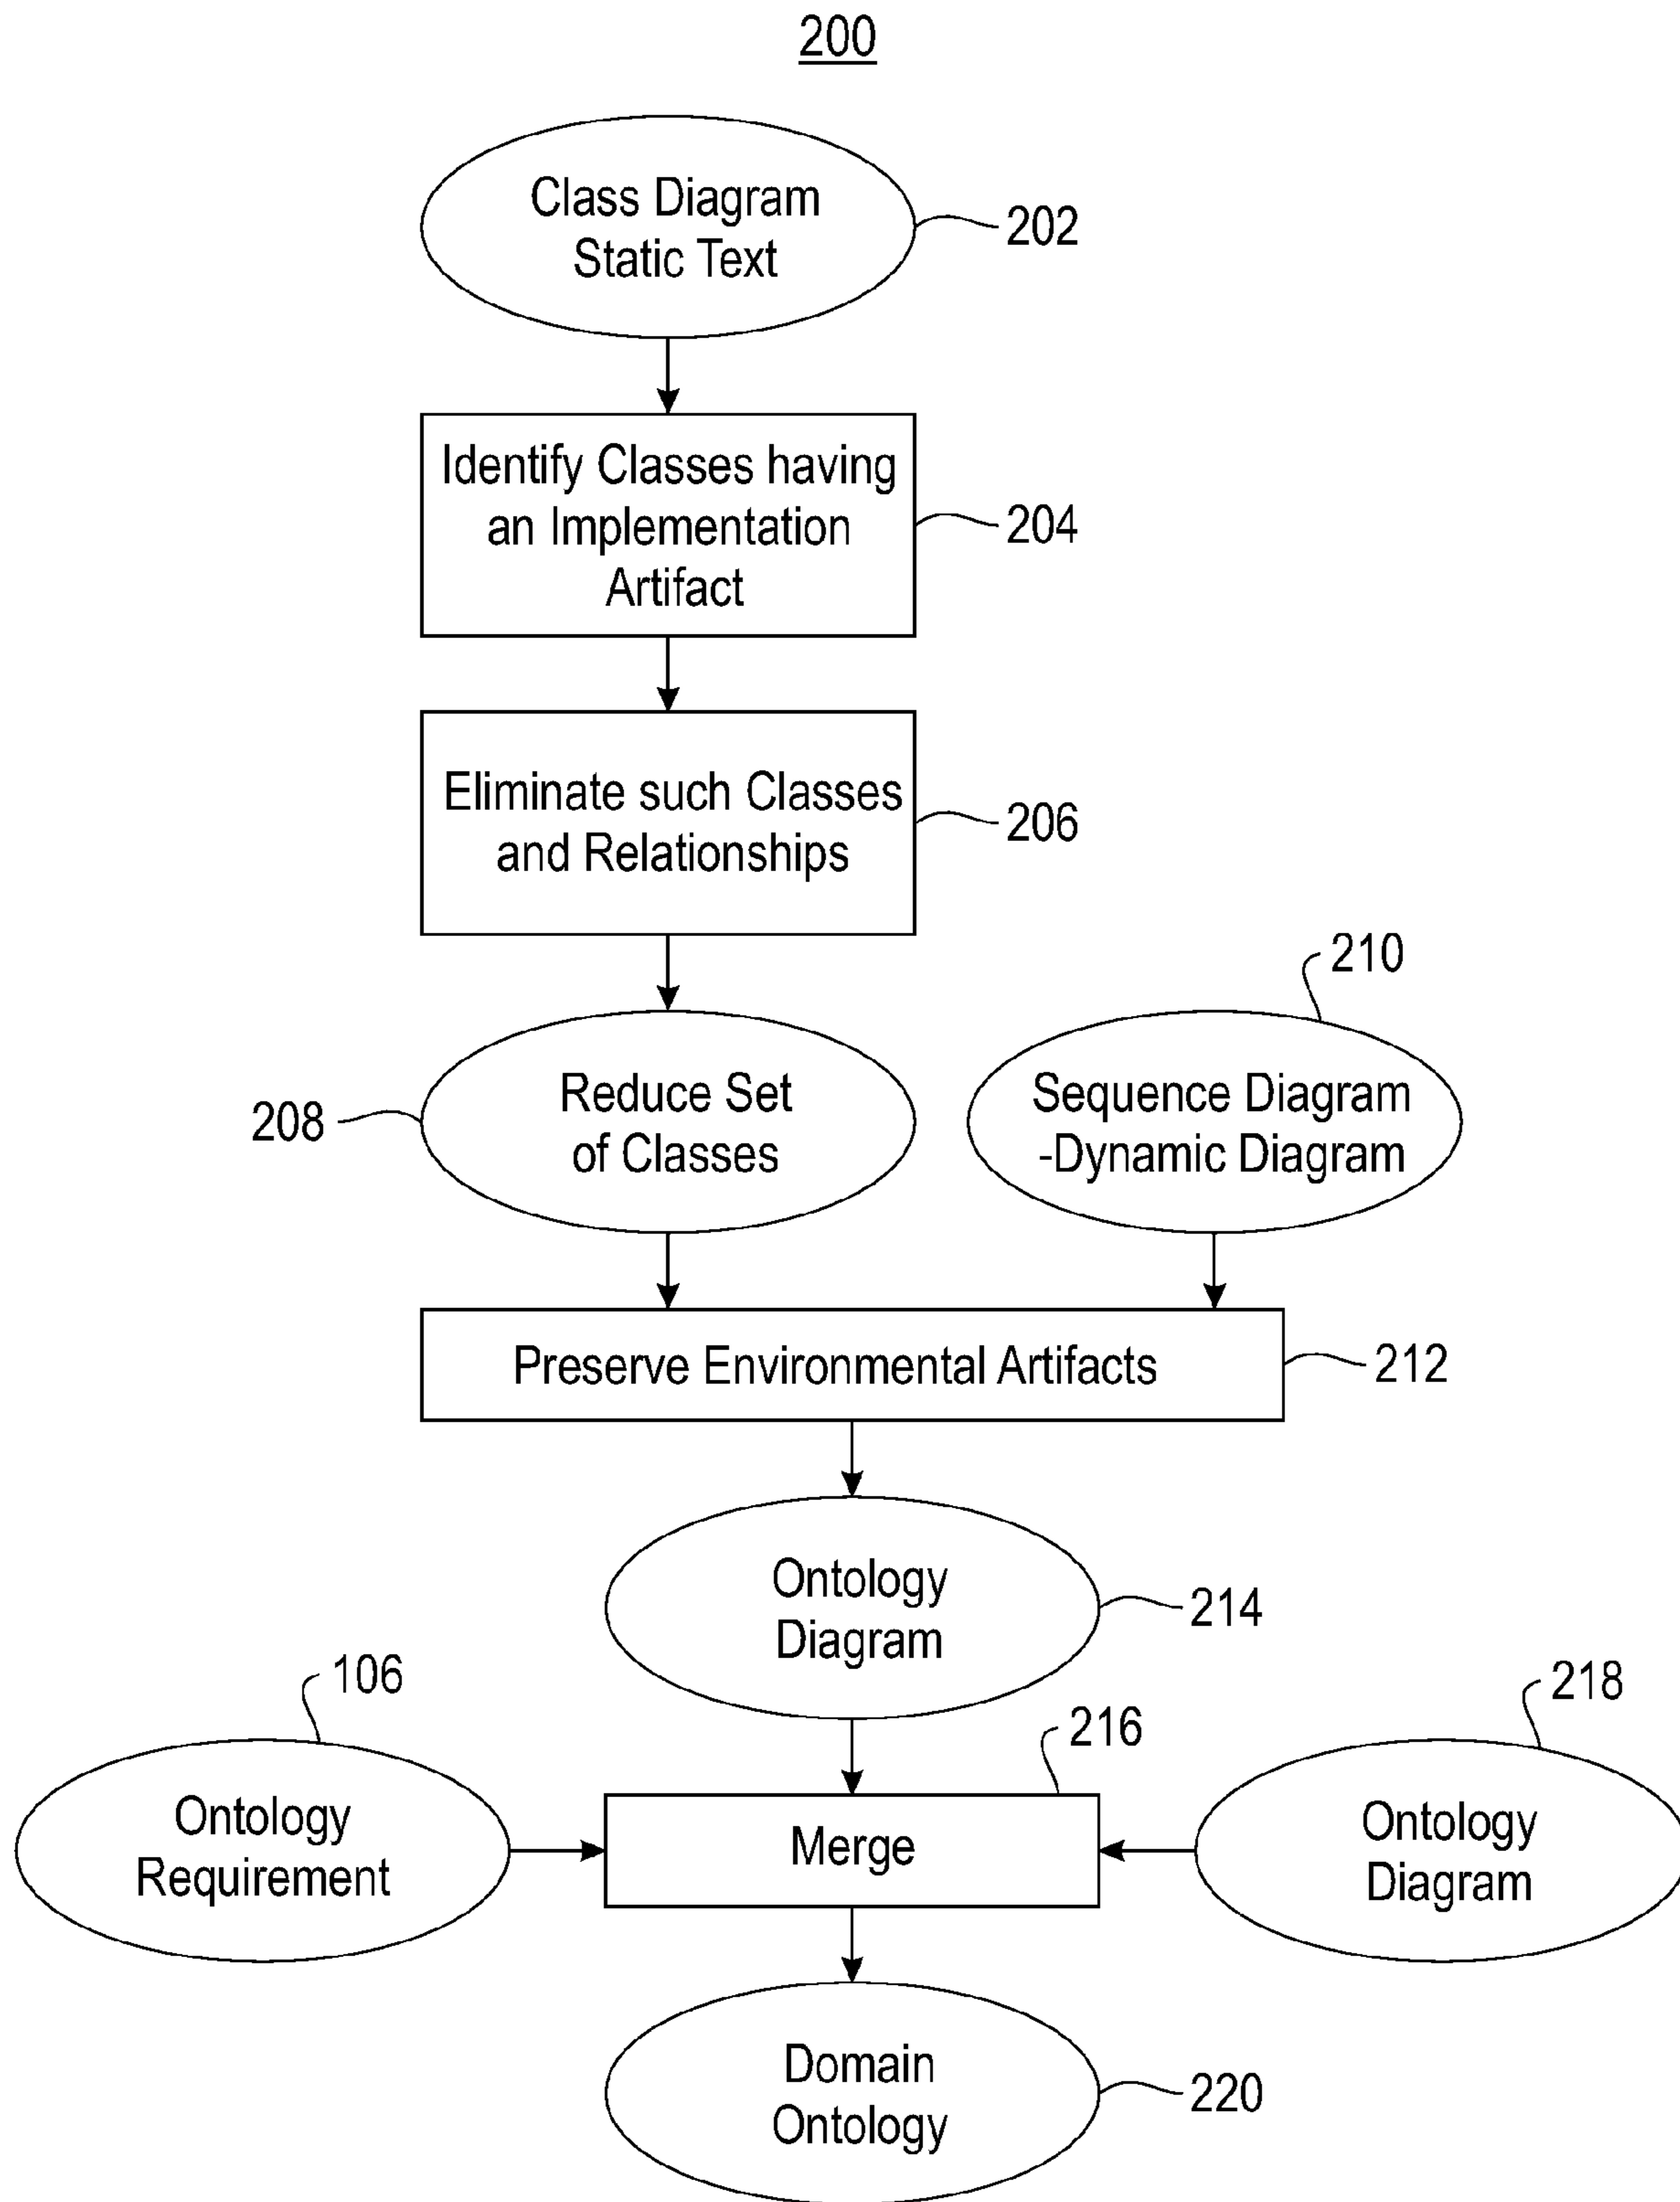 200
Class Diagram
Static Text
202
Identify Classes having
an Implementation
Artifact
204
Eliminate such Classes
and Relationships
206
210
208
Reduce Set
of Classes
Sequence Diagram
-Dynamic Diagram
Preserve Environmental Artifacts
212
Ontology
Diagram
214
106
216
218
Ontology
Requirement
Merge
Ontology
Diagram
Domain
Ontology
220